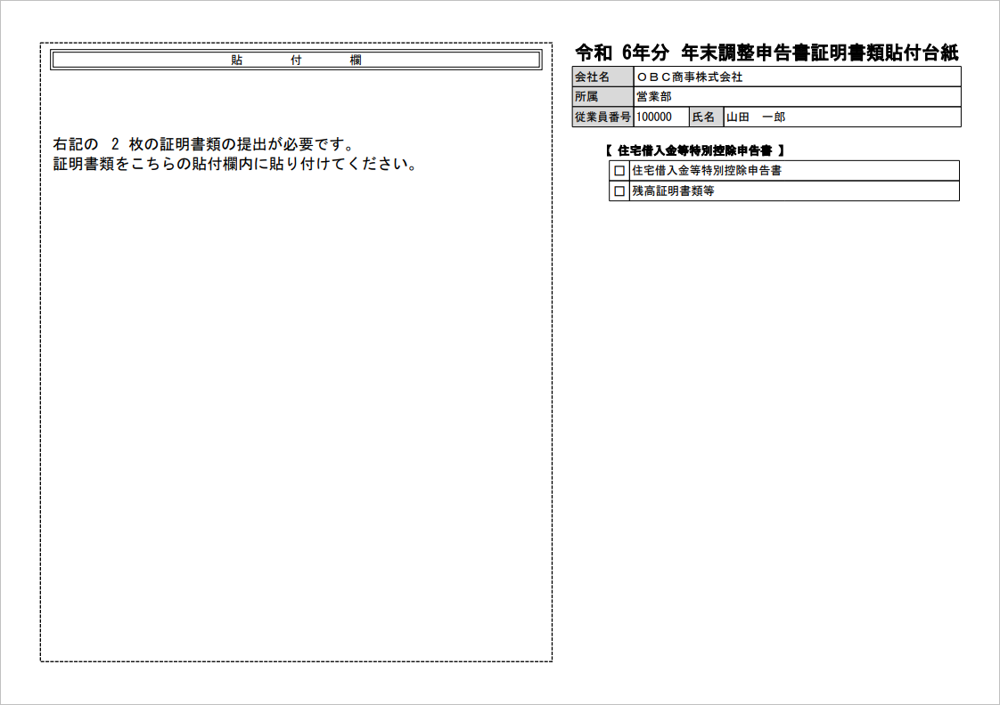 貼　付　欄
右記の 2 枚の証明書類の提出が必要です。
証明書類をこちらの貼付欄内に貼り付けてください。
令和 6年分 年末調整申告書証明書類貼付台紙
会社名 ＯＢＣ商事株式会社
所属 営業部
従業員番号 100000 氏名 山田　一郎
【 住宅借入金等特別控除申告書 】
□ 住宅借入金等特別控除申告書
□ 残高証明書類等